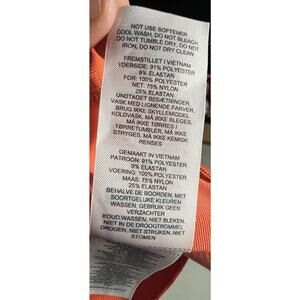 NOT USE SOFTENER,
COOL WASH, DO NOT BLEACH,
DO NOT TUMBLE DRY, DO NOT
IRON, DO NOT DRY CLEAN
FREMSTILLET I VIETNAM
YDERSIDE: 91% POLYESTER
9% ELASTAN
FOR: 100% POLYESTER
NET: 75% NYLON
25% ELASTAN
UNDTAGET BESÆTNINGER,
VASK MED LIGNENDE FARVER,
BRUG IKKE SKYLLEMIDDEL,
KOLDVASK, MÅ IKKE BLEGES,
MÅ IKKE TØRRES I
TØRRETUMBLER, MÅ IKKE
STRYGES, MÅ IKKE KEMISK
RENSES
GEMAAKT IN VIETNAM
PATROON: 91% POLYESTER
9% ELASTAN
VOERING: 100% POLYESTER
MAAS: 75% NYLON
25% ELASTAN
BEHALVE DE BOORDEN, MET
SOORTGELIJKE KLEUREN
WASSEN, GEBRUIK GEEN
VERZACHTER
KOUD WASSEN, NIET BLEKEN,
NIET IN DE DROOGTROMMEL
DROGEN, NIET STRIJKEN, NIET
STOMEN